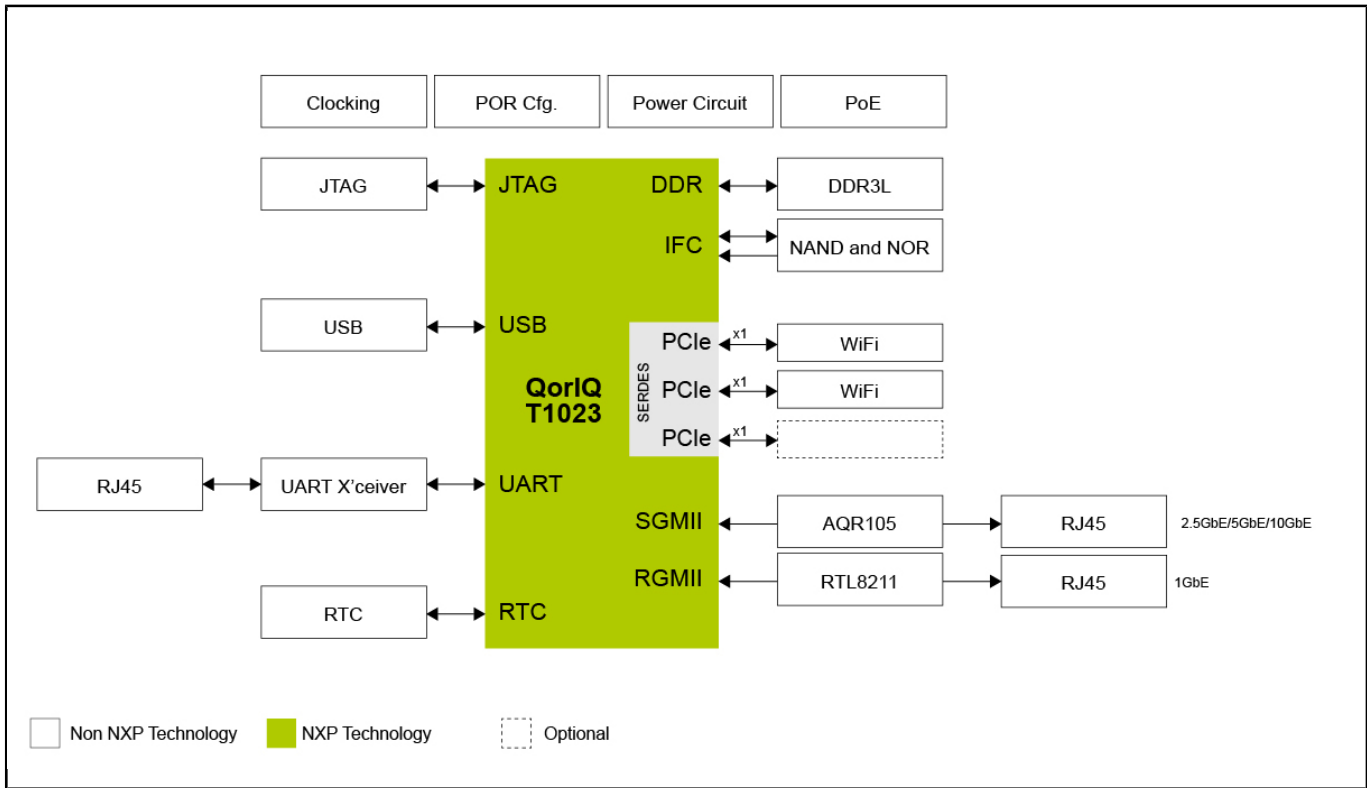 Clocking
POR Cfg.
Power Circuit
PoE
JTAG
JTAG
DDR
DDR3L
IFC
NAND and NOR
USB
USB
SERDES
PCIe
x1
WiFi
PCIe
x1
WiFi
PCIe
x1
QorIQ
T1023
RJ45
UART X'ceiver
UART
SGMII
AQR105
RJ45
2.5GbE/5GbE/10GbE
RGMII
RTL8211
RJ45
1GbE
RTC
RTC
Non NXP Technology
NXP Technology
Optional